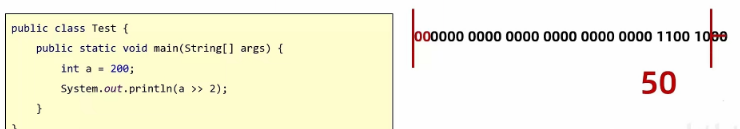 public class Test {
public static void main(String[] args) {
int a = 200;
System.out.println(a >> 2);
}
}
000000 0000 0000 0000 0000 0000 1100 1000
50